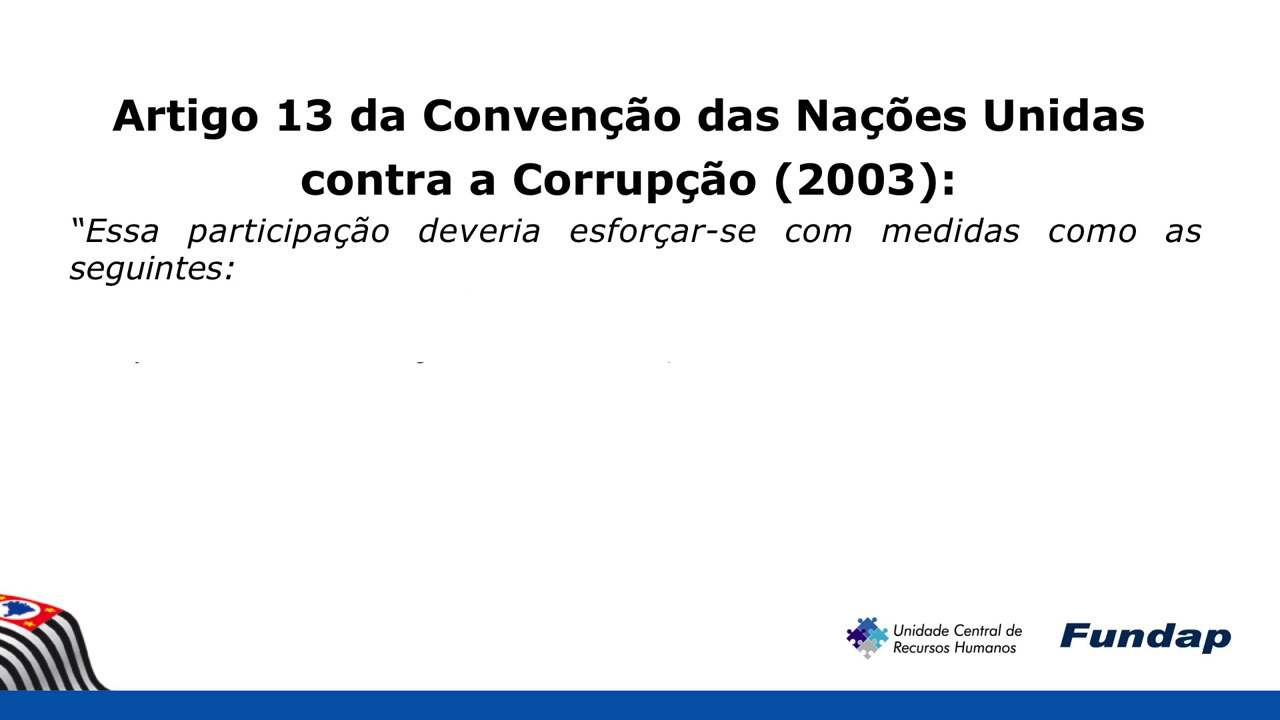 Artigo 13 da Convenção das Nações Unidas
contra a Corrupção (2003):
“Essa participação deveria esforçar-se com medidas como as
seguintes:
Unidade Central de
Recursos Humanos
Fundap